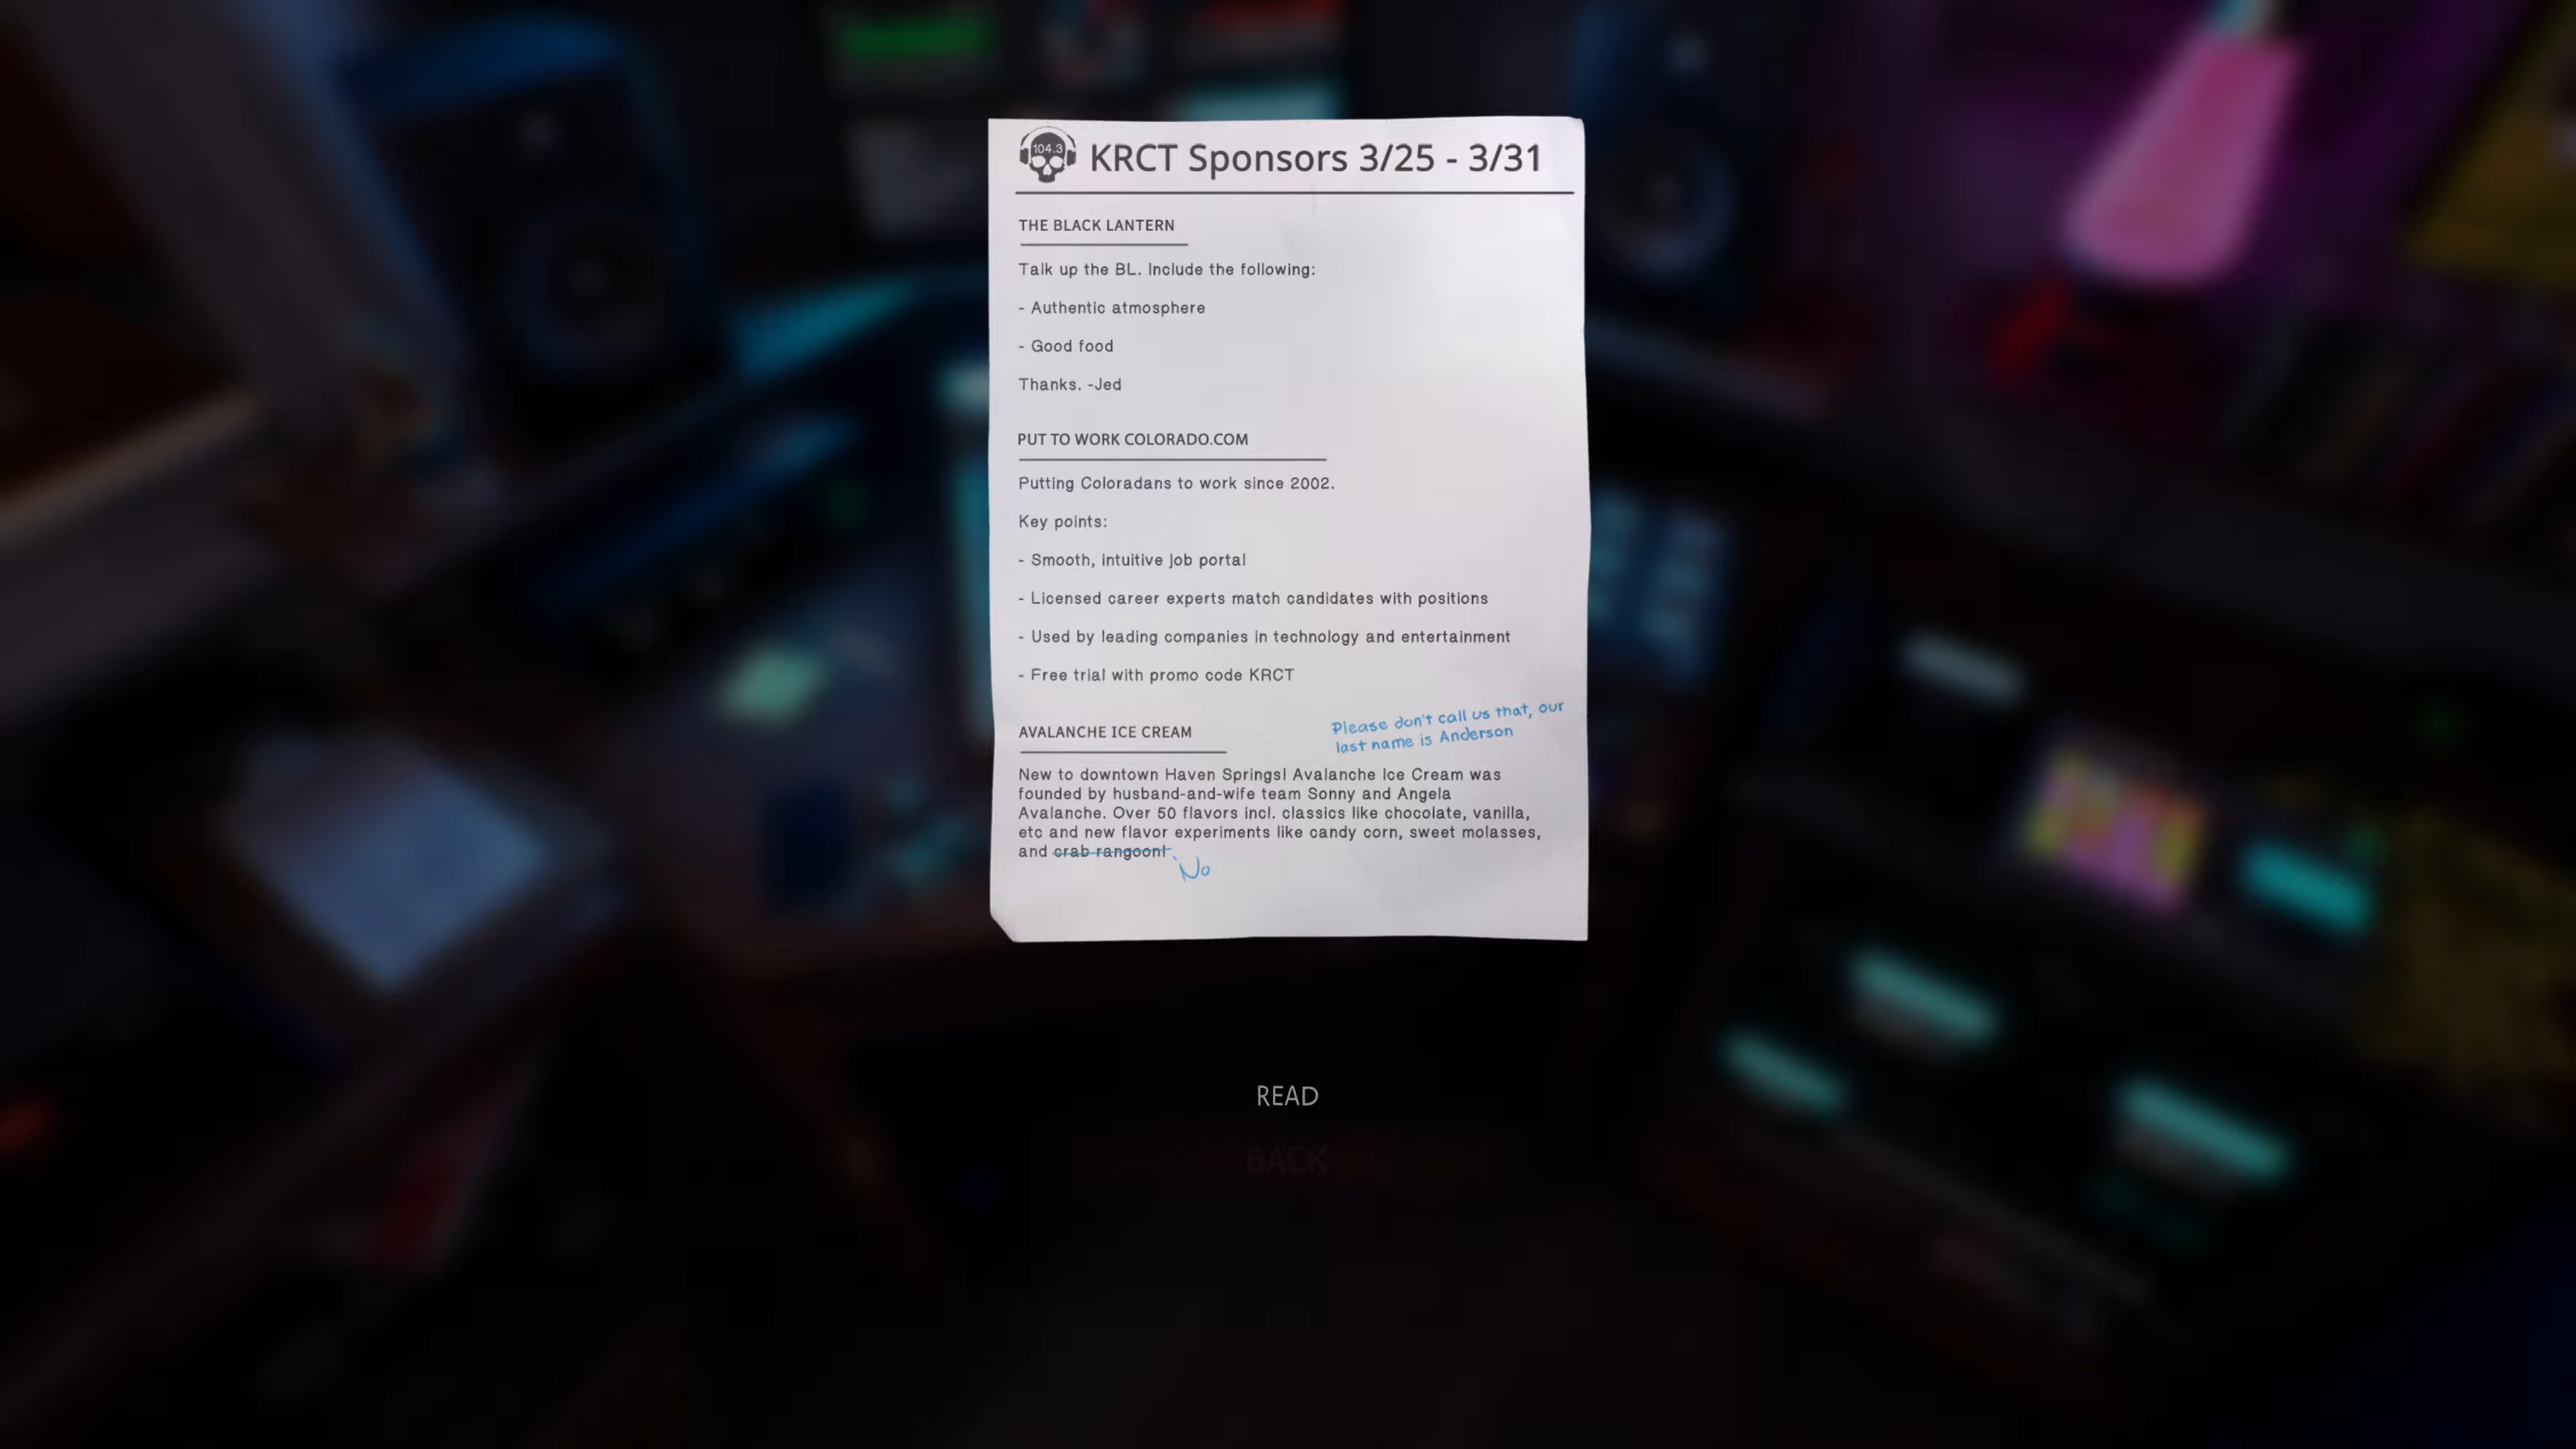 104.3
KRCT Sponsors 3/25 - 3/31
THE BLACK LANTERN
Talk up the BL. Include the following:
- Authentic atmosphere
- Good food
Thanks. -Jed
PUT TO WORK COLORADO.COM
Putting Coloradans to work since 2002.
Key points:
- Smooth, intuitive job portal
- Licensed career experts match candidates with positions
- Used by leading companies in technology and entertainment
- Free trial with promo code KRCT
Please don't call us that, our
last name is Anderson
AVALANCHE ICE CREAM
New to downtown Haven Springs! Avalanche Ice Cream was
founded by husband-and-wife team Sonny and Angela
Avalanche. Over 50 flavors incl. classics like chocolate, vanilla,
etc and new flavor experiments like candy corn, sweet molasses,
and crab rangoon!
No
READ
BACK